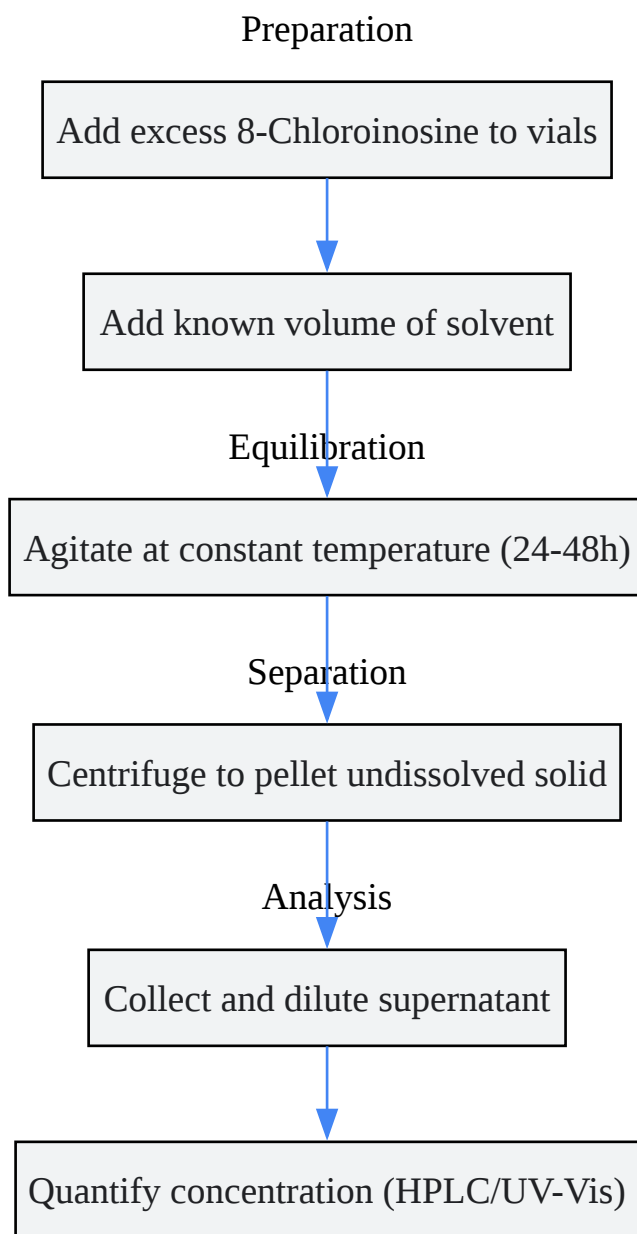 Preparation
Add excess 8-Chloroinosine to vials
Add known volume of solvent
Equilibration
Agitate at constant temperature (24-48h)
Separation
Centrifuge to pellet undissolved solid
Analysis
Collect and dilute supernatant
Quantify concentration (HPLC/UV-Vis)